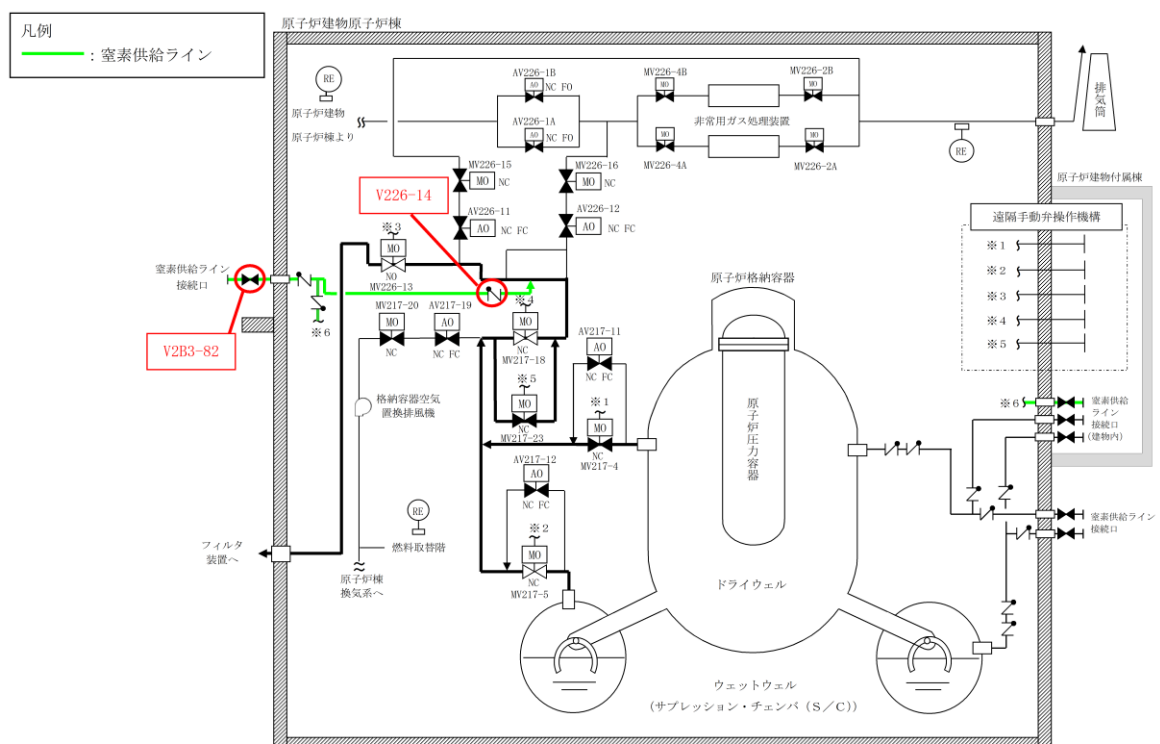 凡例
:窒素供給ライン
原子炉建物原子炉棟
RE
原子炉建物
原子炉棟より
AV226-1B
AO
NC FO
AV226-1A
AO
NC FO
MV226-4B
MO
MV226-2B
MO
非常用ガス処理装置
MO
MV226-4A
MO
MV226-2A
RE
排気筒
原子炉建物付属棟
MV226-15
MO
NC
MV226-16
MO
NC
V226-14
AV226-11
AO
NC FC
AV226-12
AO
NC FC
※3
MO
NO
MV226-13
窒素供給ライン
接続口
V2B3-82
※6
MV217-20
MO
NC
AV217-19
AO
NC FC
※4
MO
NC
MV217-18
※5
MO
NC
MV217-23
AV217-11
AO
NC FC
※1
MO
NC
MV217-4
格納容器空気
置換排風機
AV217-12
AO
NC FC
※2
MO
NC
MV217-5
RE
燃料取替階
原子炉棟
換気系へ
フィルタ
装置へ
原子炉格納容器
原子炉圧力容器
ドライウェル
ウェットウェル
(サプレッション・チェンバ(S/C))
遠隔手動弁操作機構
※1
※2
※3
※4
※5
※6
窒素供給
ライン
接続口
(建物内)
窒素供給ライン
接続口